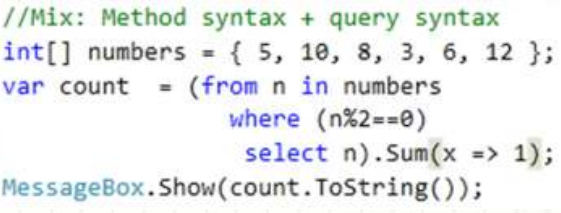 //Mix: Method syntax + query syntax
int[] numbers = { 5, 10, 8, 3, 6, 12 };
var count  = (from n in numbers
where (n%2==0)
select n).Sum(x => 1);
MessageBox.Show(count.ToString());